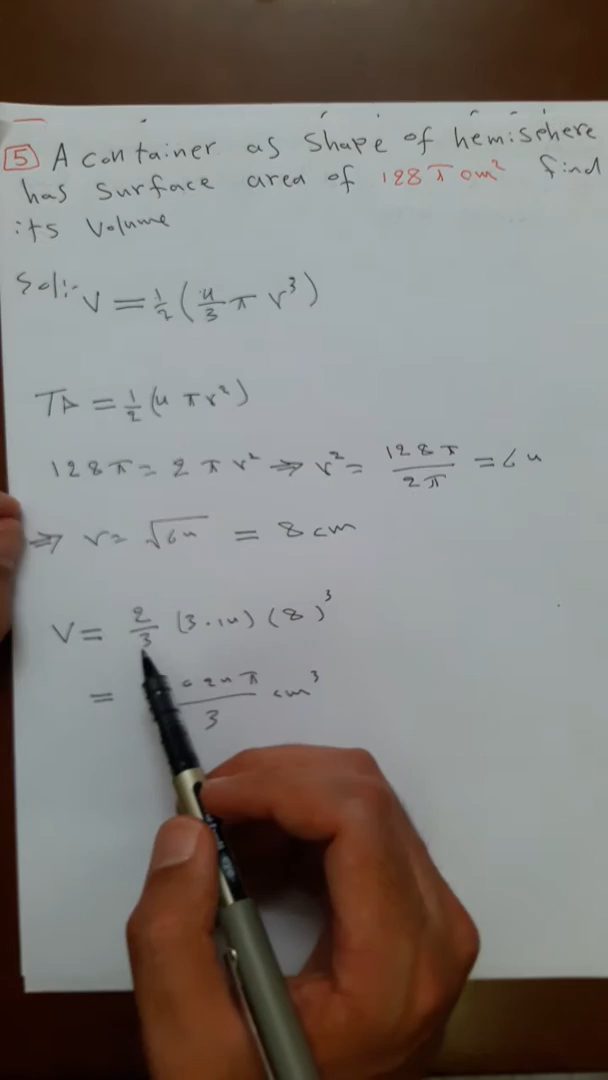 5 A container as shape of hemisphere
has surface area of 128π cm² find
its volume
Sol:- V = 1/2 (4/3 π r³)
TA = 1/2 (4 π r²)
128π = 2 π r² ⇒ r² = 128π/2π = 64
⇒ r = √64 = 8 cm
V = 2/3 (3.14) (8)³
= 024π/3 cm³